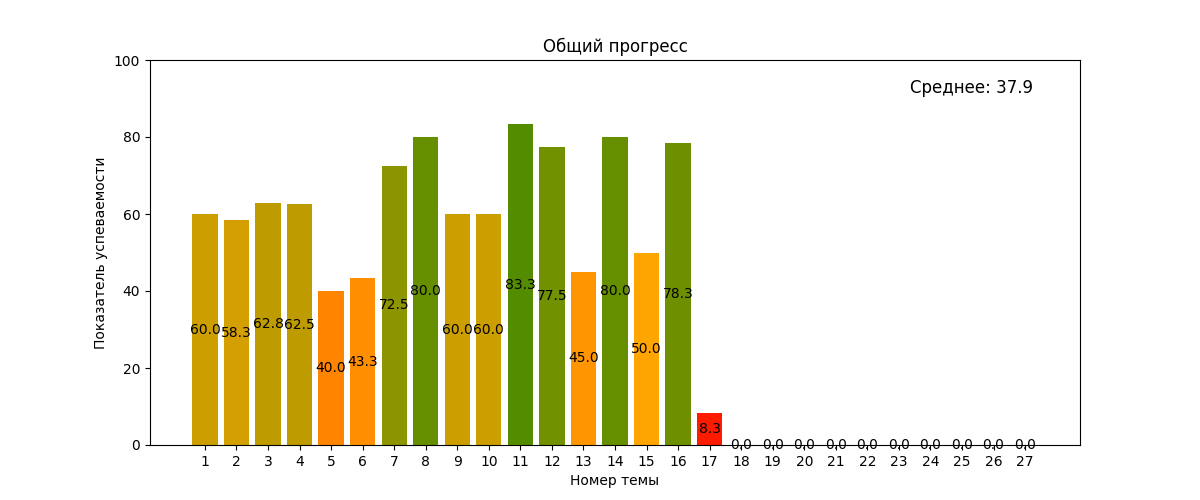 Общий прогресс
Среднее: 37.9
Показатель успеваемости
100
80
60
40
20
0
60.0 58.3 62.8 62.5 40.0 43.3 72.5 80.0 60.0 60.0 83.3 77.5 45.0 80.0 50.0 78.3 8.3 0.0 0.0 0.0 0.0 0.0 0.0 0.0 0.0 0.0 0.0
1 2 3 4 5 6 7 8 9 10 11 12 13 14 15 16 17 18 19 20 21 22 23 24 25 26 27
Номер темы